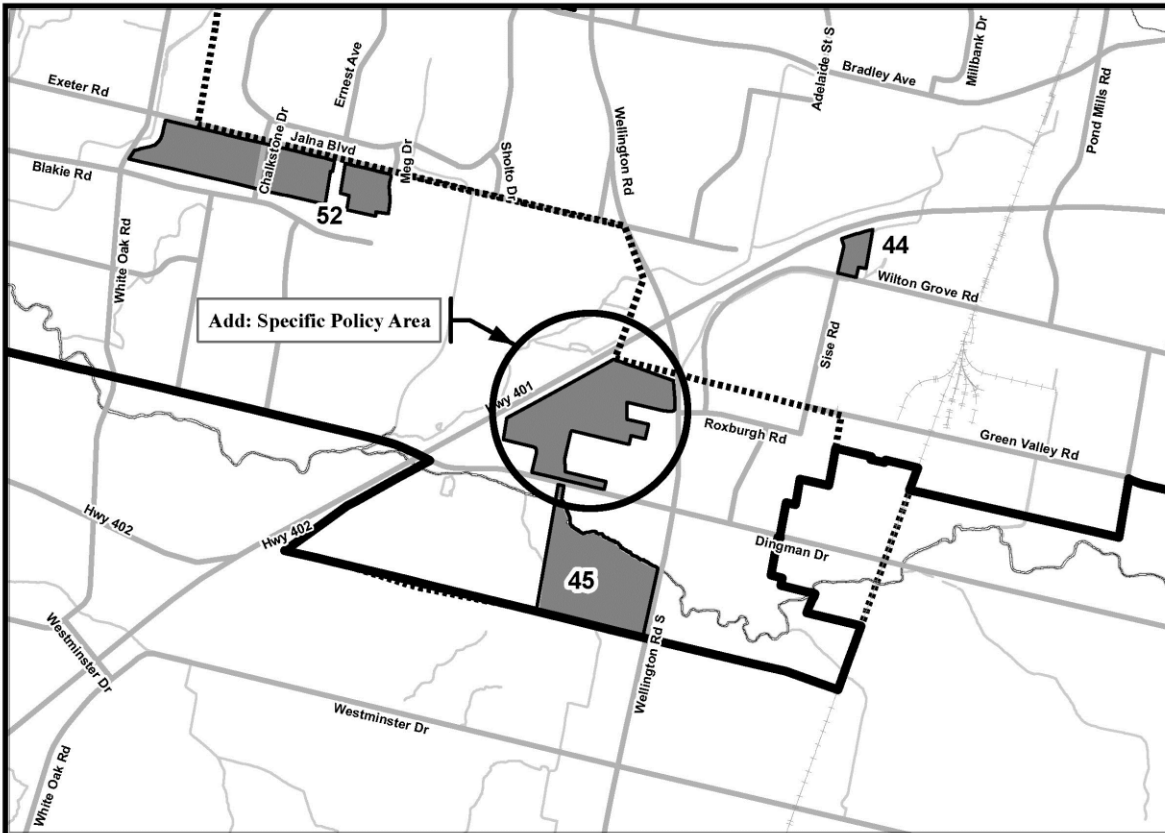 Exeter Rd
Ernest Ave
Adelaide St S
Bradley Ave
Millbank Dr
Pond Mills Rd
Wellington Rd
Jalna Blvd
Chalkstone Dr
Meg Dr
Sholto Dr
Blakie Rd
52
44
White Oak Rd
Wilton Grove Rd
Add: Specific Policy Area
Sise Rd
Hwy 401
Roxburgh Rd
Green Valley Rd
Hwy 402
Hwy 402
Dingman Dr
45
Westminster Dr
Wellington Rd S
Westminster Dr
White Oak Rd